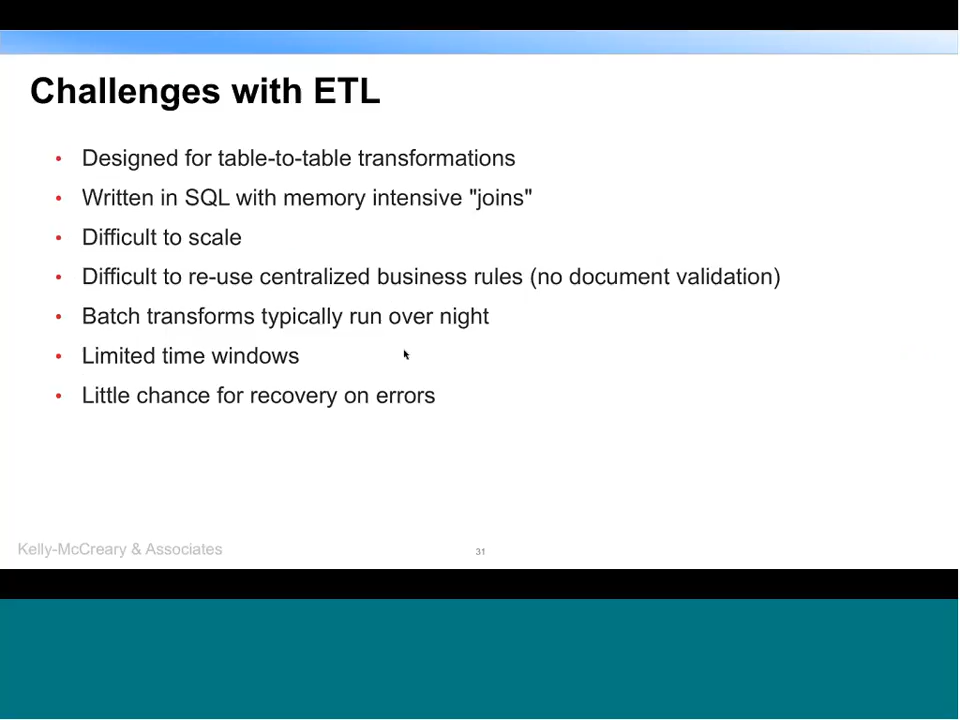 Challenges with ETL
• Designed for table-to-table transformations
• Written in SQL with memory intensive "joins"
• Difficult to scale
• Difficult to re-use centralized business rules (no document validation)
• Batch transforms typically run over night
• Limited time windows
• Little chance for recovery on errors
Kelly-McCreary & Associates
31